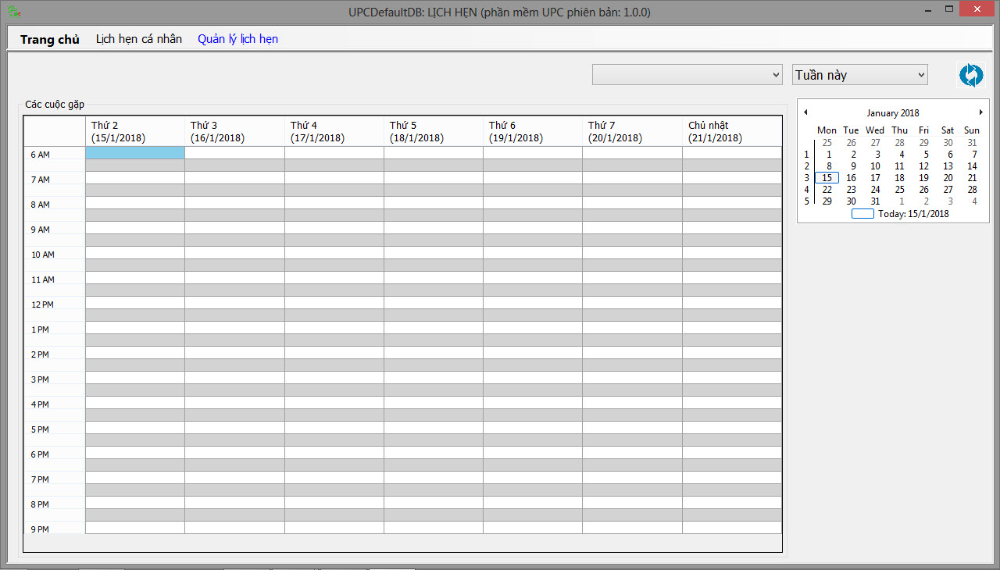 UPCDefaultDB: LỊCH HẸN (phần mềm UPC phiên bản: 1.0.0)
Trang chủ Lịch hẹn cá nhân Quản lý lịch hẹn
Tuần này
Các cuộc gặp
Thứ 2 Thứ 3 Thứ 4 Thứ 5 Thứ 6 Thứ 7 Chủ nhật
(15/1/2018) (16/1/2018) (17/1/2018) (18/1/2018) (19/1/2018) (20/1/2018) (21/1/2018)
6 AM
7 AM
8 AM
9 AM
10 AM
11 AM
12 PM
1 PM
2 PM
3 PM
4 PM
5 PM
6 PM
7 PM
8 PM
9 PM
January 2018
Mon Tue Wed Thu Fri Sat Sun
25 26 27 28 29 30 31
1 1 2 3 4 5 6 7
2 8 9 10 11 12 13 14
3 15 16 17 18 19 20 21
4 22 23 24 25 26 27 28
5 29 30 31 1 2 3 4
Today: 15/1/2018